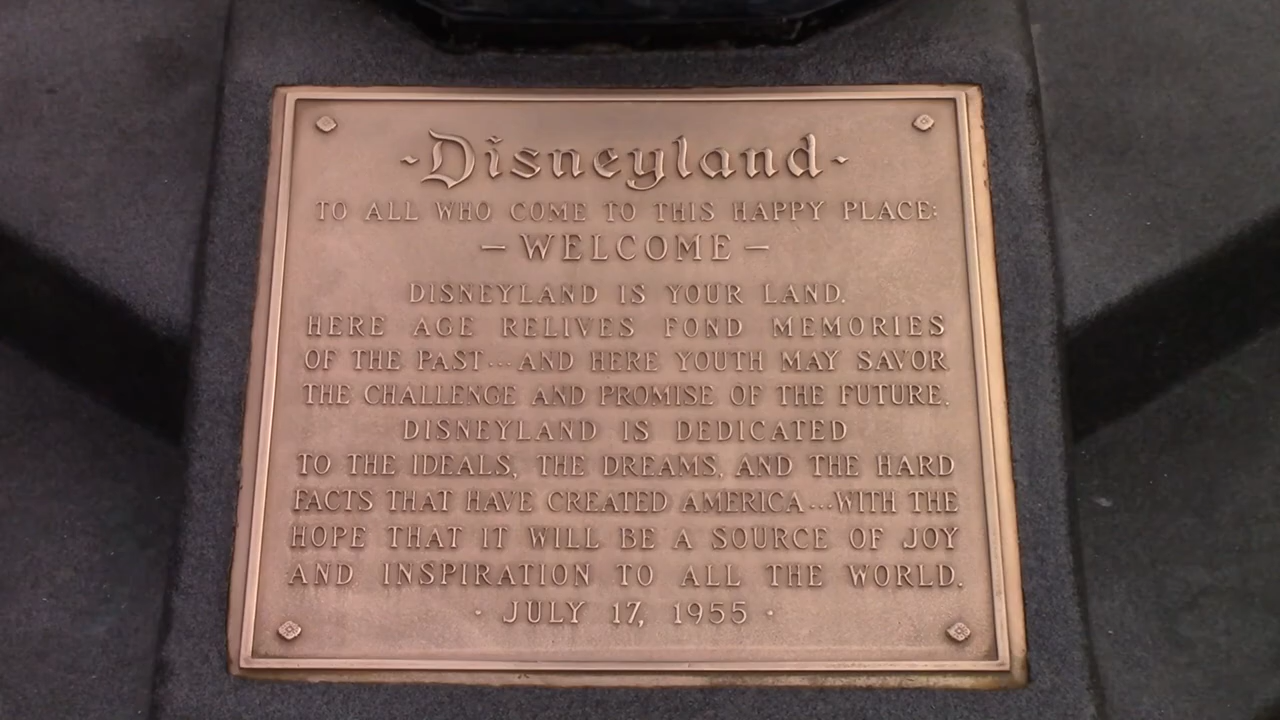 -Disneyland-
TO ALL WHO COME TO THIS HAPPY PLACE:
— WELCOME —
DISNEYLAND IS YOUR LAND.
HERE AGE RELIVES FOND MEMORIES
OF THE PAST...AND HERE YOUTH MAY SAVOR
THE CHALLENGE AND PROMISE OF THE FUTURE.
DISNEYLAND IS DEDICATED
TO THE IDEALS, THE DREAMS, AND THE HARD
FACTS THAT HAVE CREATED AMERICA...WITH THE
HOPE THAT IT WILL BE A SOURCE OF JOY
AND INSPIRATION TO ALL THE WORLD.
· JULY 17, 1955 ·